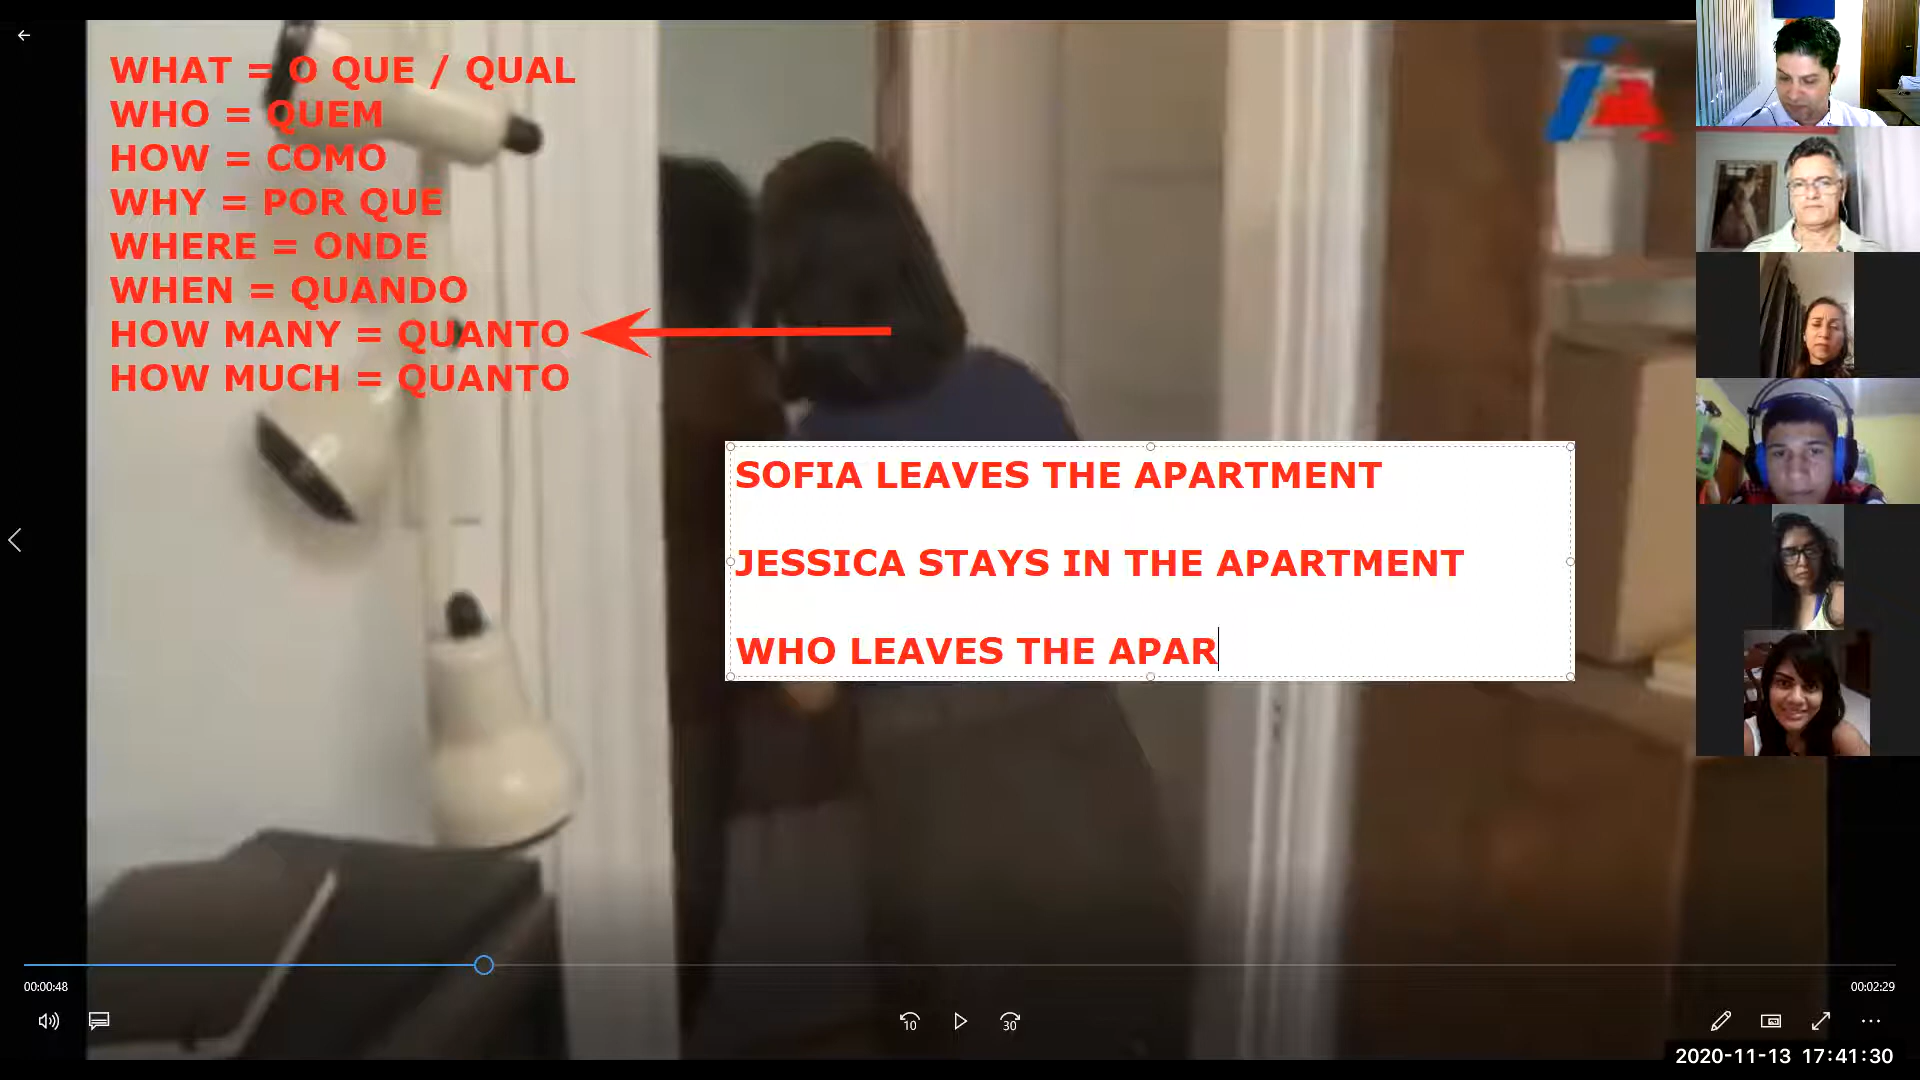 WHAT = O QUE / QUAL
WHO = QUEM
HOW = COMO
WHY = POR QUE
WHERE = ONDE
WHEN = QUANDO
HOW MANY = QUANTO
HOW MUCH = QUANTO
SOFIA LEAVES THE APARTMENT
JESSICA STAYS IN THE APARTMENT
WHO LEAVES THE APAR
00:00:48
00:02:29
10
30
2020-11-13 17:41:30